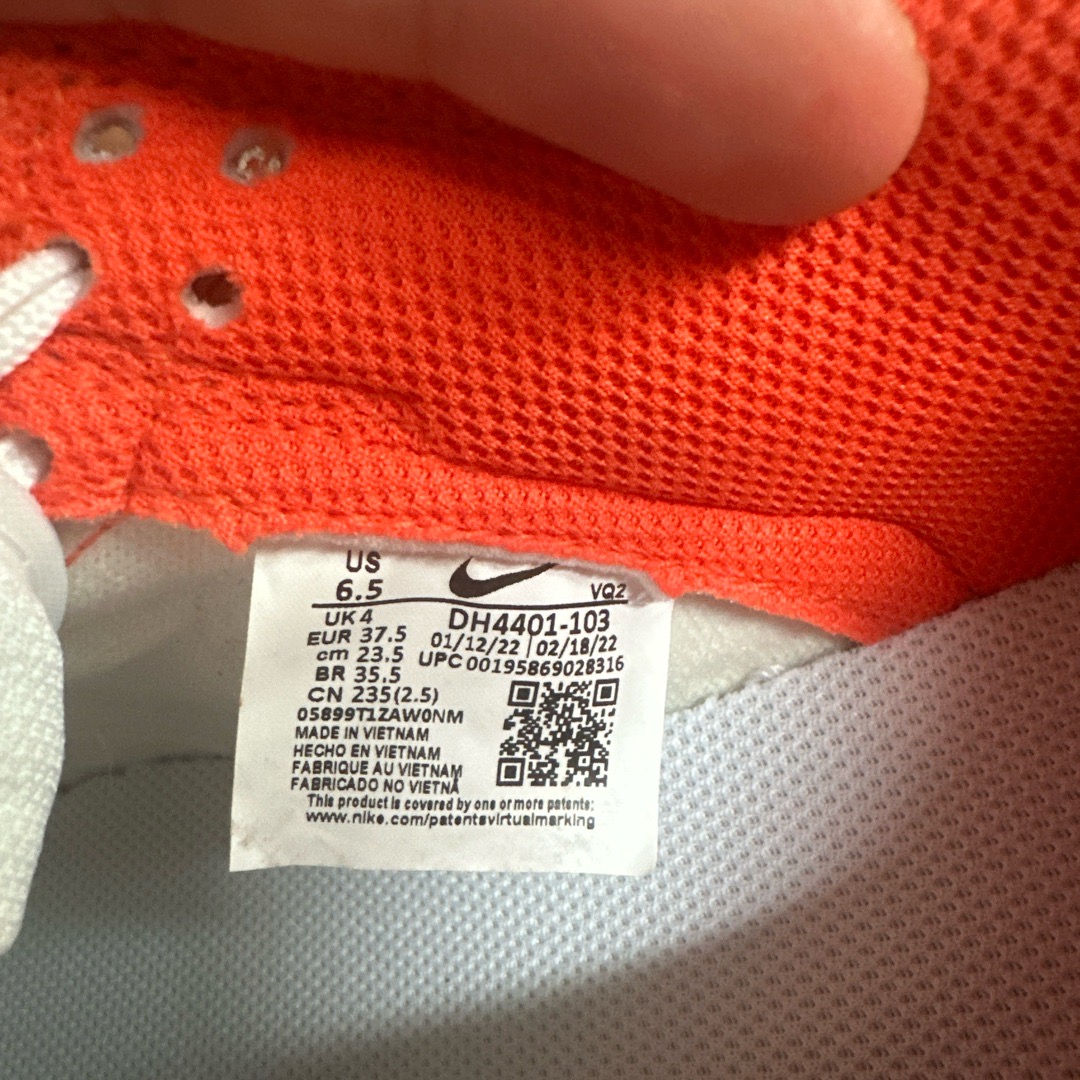 US
6.5
VQ2
UK 4
DH4401-103
EUR 37.5
01/12/22 | 02/18/22
cm 23.5
UPC 00195869028316
BR 35.5
CN 235(2.5)
05899T1ZAW0NM
MADE IN VIETNAM
HECHO EN VIETNAM
FABRIQUE AU VIETNAM
FABRICADO NO VIETNÃ
This product is covered by one or more patents:
www.nike.com/patentsvirtualmarking